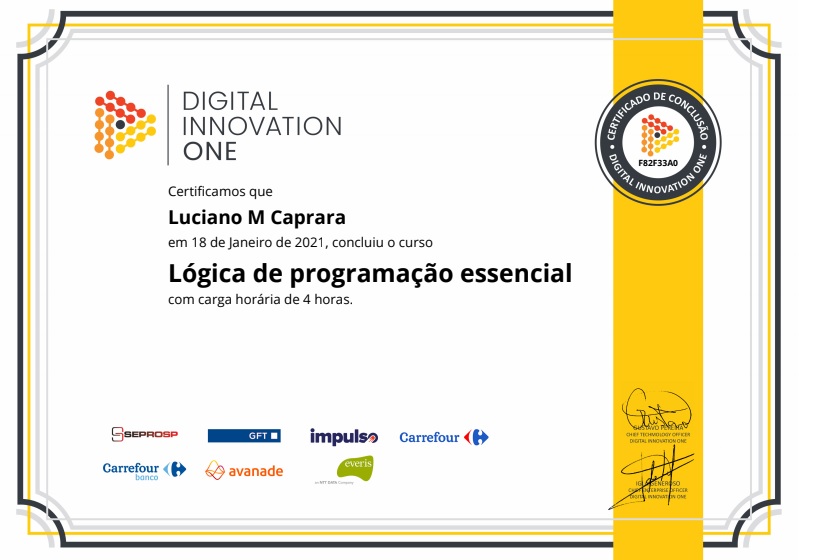 DIGITAL
INNOVATION
ONE
CERTIFICADO DE CONCLUSÃO
F82F33A0
DIGITAL INNOVATION ONE
Certificamos que
Luciano M Caprara
em 18 de Janeiro de 2021, concluiu o curso
Lógica de programação essencial
com carga horária de 4 horas.
SEPROSP
GFT
impulso
Carrefour
Carrefour
banco
avanade
everis
an NTT DATA Company
GUSTAVO PEREIRA
CHIEF TECHNOLOGY OFFICER
DIGITAL INNOVATION ONE
GENEROSO
CHIEF ENTERPRISE OFFICER
DIGITAL INNOVATION ONE